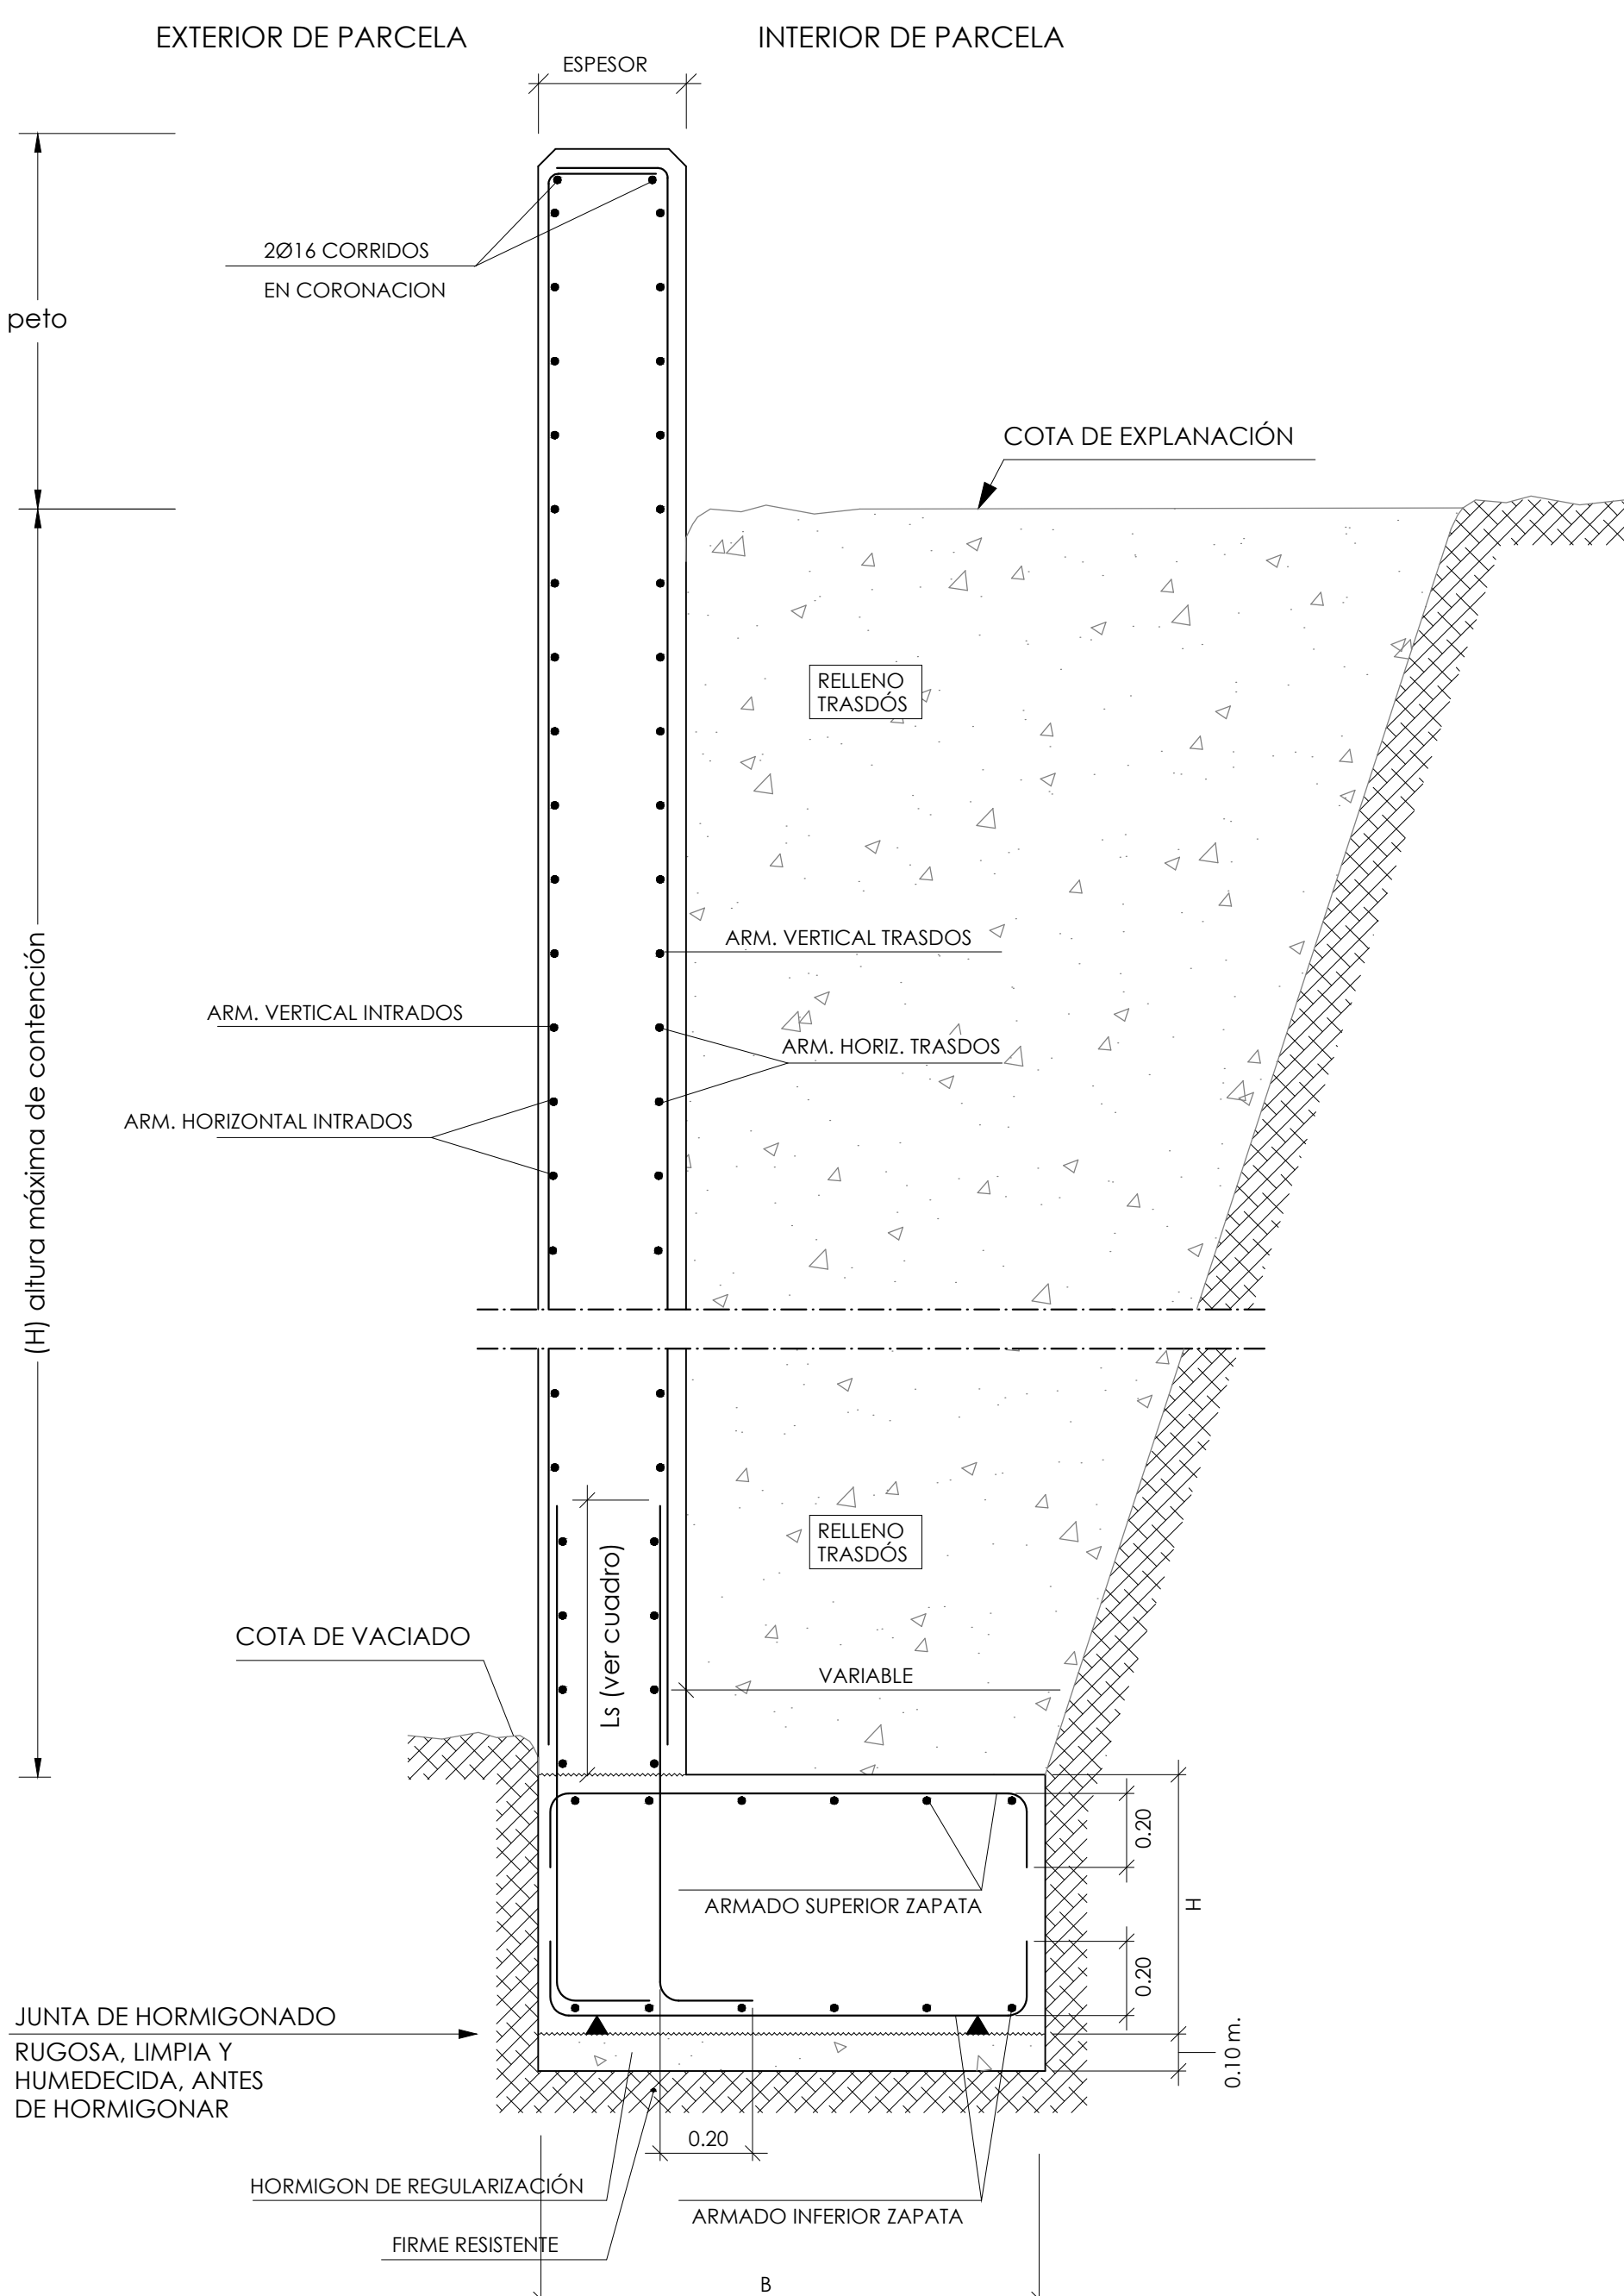 EXTERIOR DE PARCELA
INTERIOR DE PARCELA
ESPESOR
2Ø16 CORRIDOS
EN CORONACION
peto
COTA DE EXPLANACIÓN
RELLENO
TRASDÓS
ARM. VERTICAL TRASDOS
ARM. VERTICAL INTRADOS
ARM. HORIZ. TRASDOS
ARM. HORIZONTAL INTRADOS
(H) altura máxima de contención
RELLENO
TRASDÓS
Ls (ver cuadro)
COTA DE VACIADO
VARIABLE
0.20
ARMADO SUPERIOR ZAPATA
H
0.20
JUNTA DE HORMIGONADO
RUGOSA, LIMPIA Y
HUMEDECIDA, ANTES
DE HORMIGONAR
0.10 m.
0.20
HORMIGON DE REGULARIZACIÓN
ARMADO INFERIOR ZAPATA
FIRME RESISTENTE
B